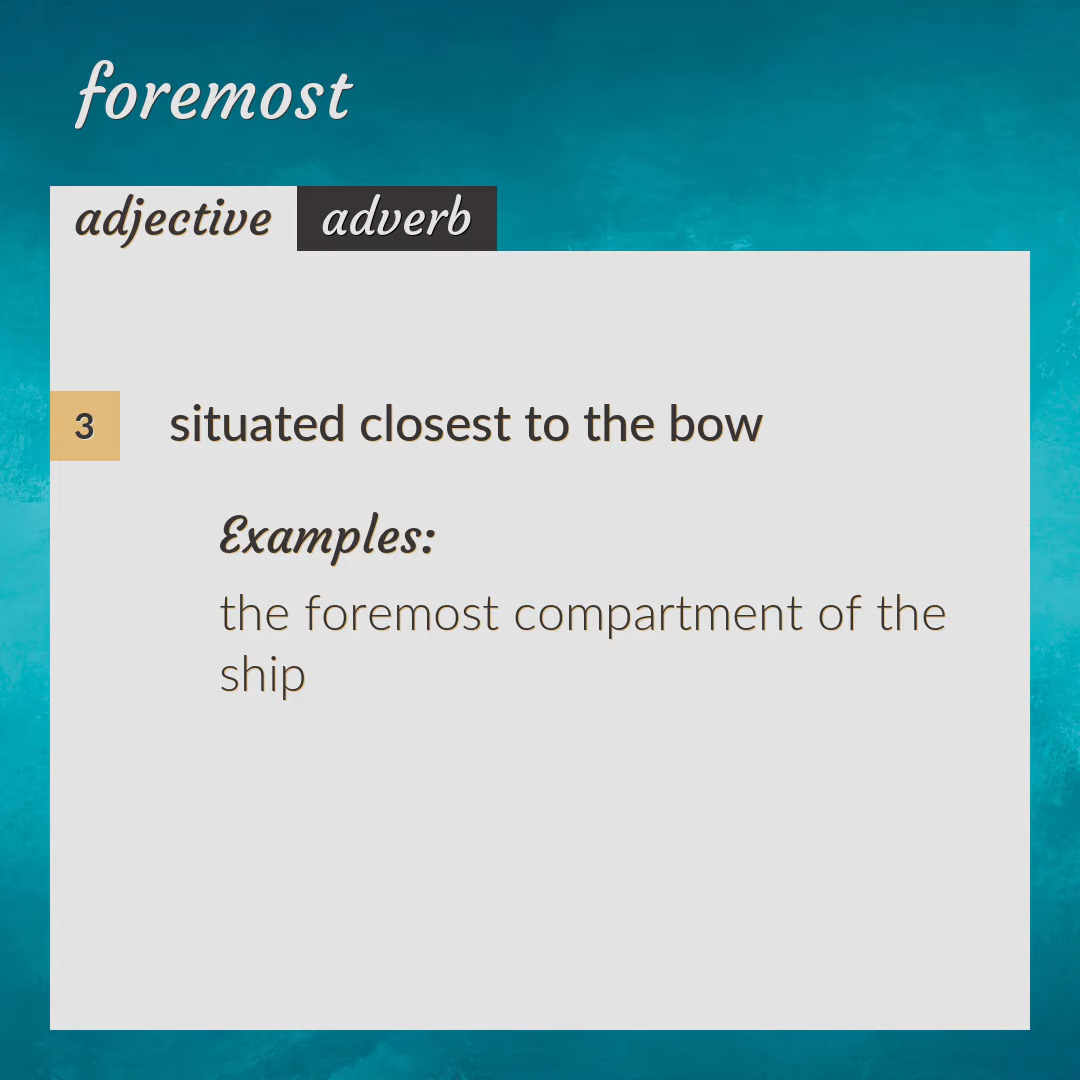 foremost
adjective adverb
3 situated closest to the bow
Examples:
the foremost compartment of the
ship